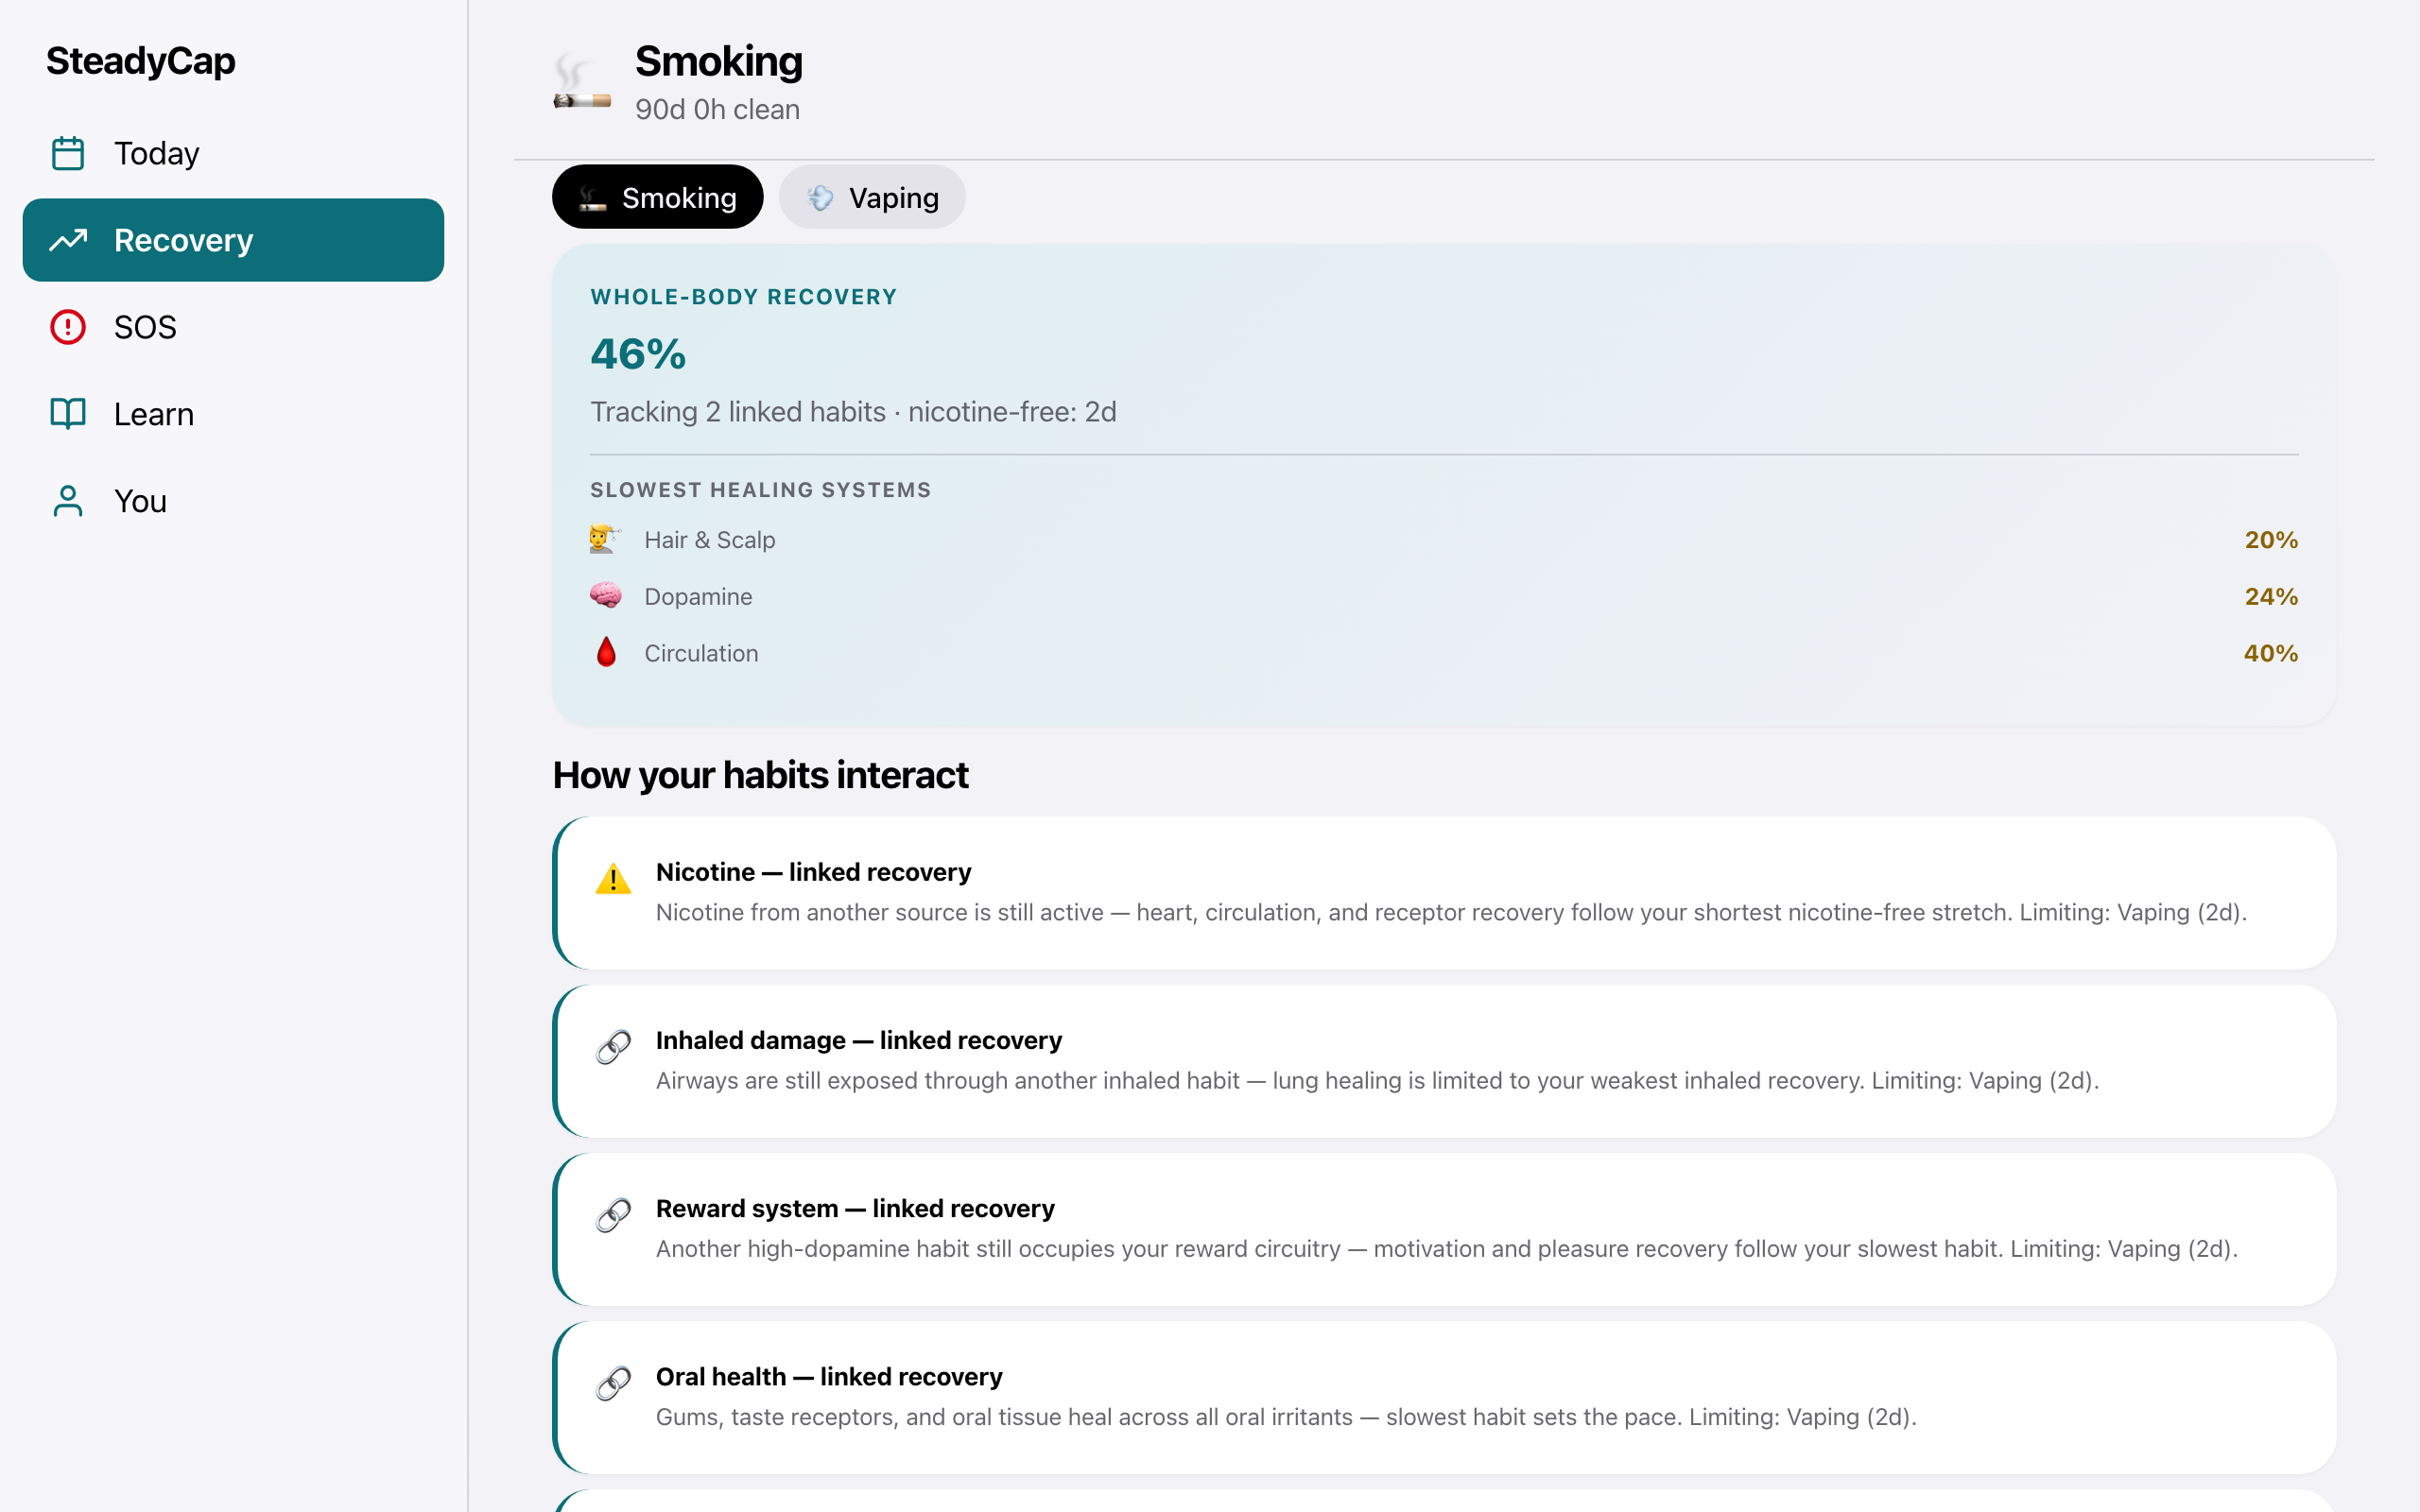 SteadyCap
Today
Recovery
SOS
Learn
You
Smoking
90d 0h clean
Smoking
Vaping
WHOLE-BODY RECOVERY
46%
Tracking 2 linked habits · nicotine-free: 2d
SLOWEST HEALING SYSTEMS
Hair & Scalp 20%
Dopamine 24%
Circulation 40%
How your habits interact
Nicotine — linked recovery
Nicotine from another source is still active — heart, circulation, and receptor recovery follow your shortest nicotine-free stretch. Limiting: Vaping (2d).
Inhaled damage — linked recovery
Airways are still exposed through another inhaled habit — lung healing is limited to your weakest inhaled recovery. Limiting: Vaping (2d).
Reward system — linked recovery
Another high-dopamine habit still occupies your reward circuitry — motivation and pleasure recovery follow your slowest habit. Limiting: Vaping (2d).
Oral health — linked recovery
Gums, taste receptors, and oral tissue heal across all oral irritants — slowest habit sets the pace. Limiting: Vaping (2d).